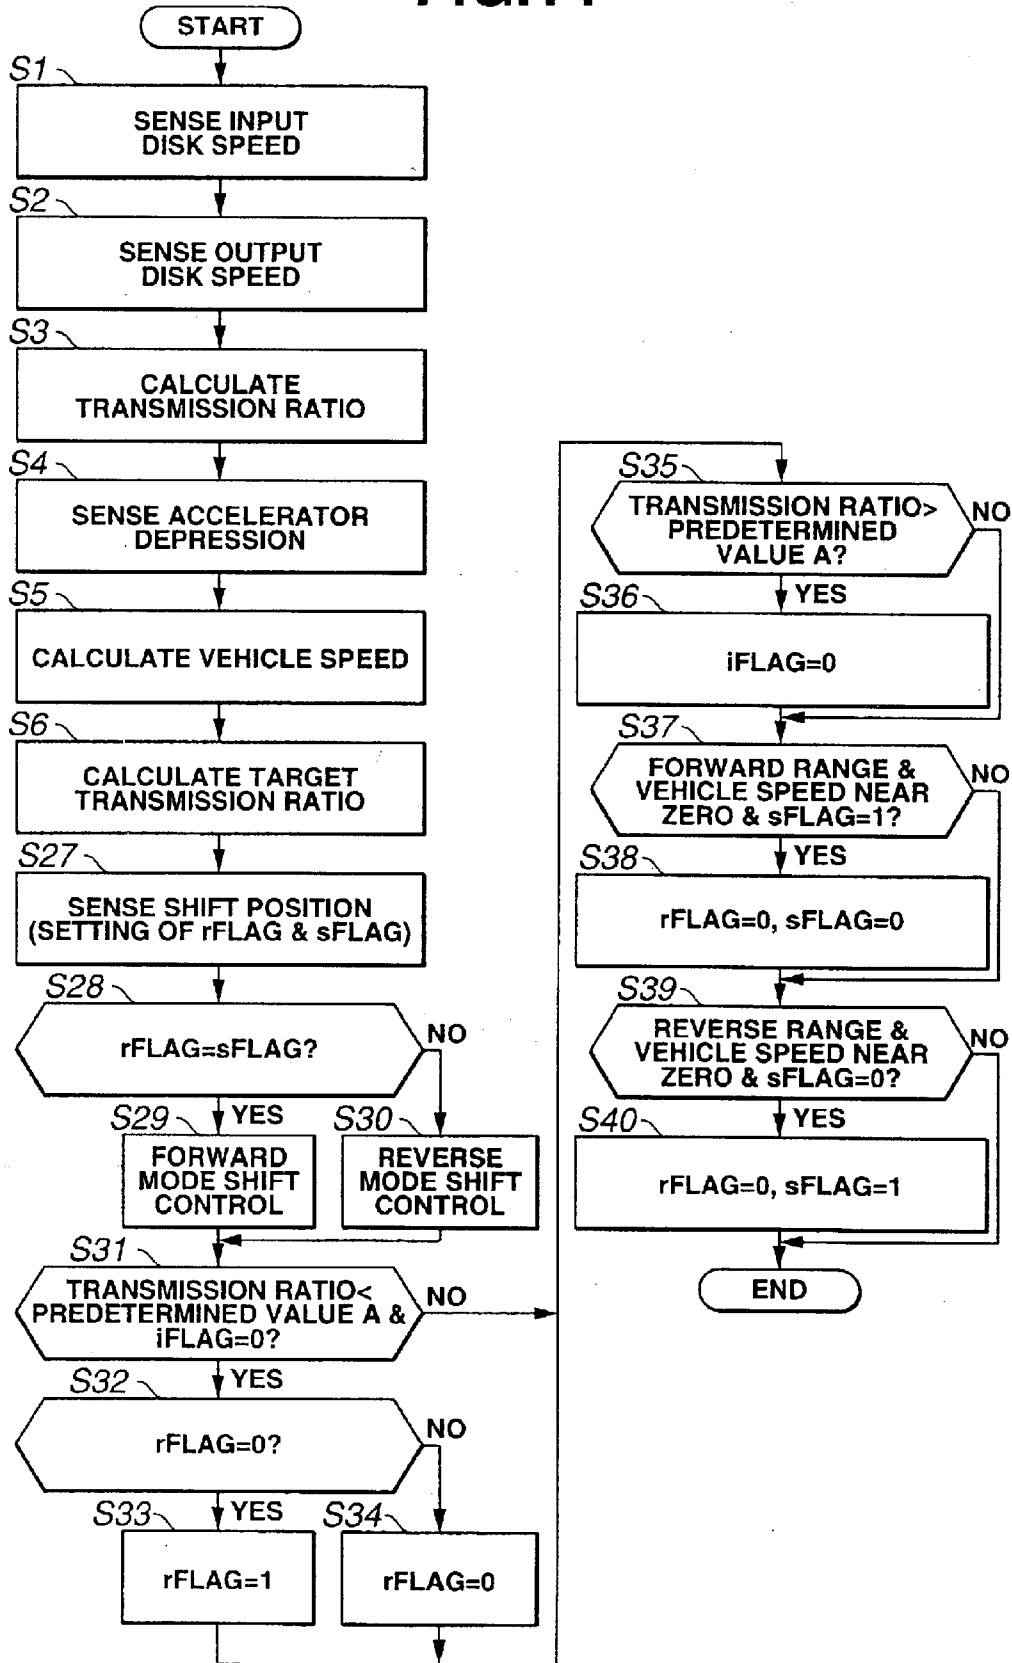 START
S1
SENSE INPUT
DISK SPEED
S2
SENSE OUTPUT
DISK SPEED
S3
CALCULATE
TRANSMISSION RATIO
S4
SENSE ACCELERATOR
DEPRESSION
S5
CALCULATE VEHICLE SPEED
S6
CALCULATE TARGET
TRANSMISSION RATIO
S27
SENSE SHIFT POSITION
(SETTING OF rFLAG & sFLAG)
S28
rFLAG=sFLAG?
NO
YES
S29
FORWARD
MODE SHIFT
CONTROL
S30
REVERSE
MODE SHIFT
CONTROL
S31
TRANSMISSION RATIO<
PREDETERMINED VALUE A &
iFLAG=0?
NO
YES
S32
rFLAG=0?
NO
YES
S33
rFLAG=1
S34
rFLAG=0
S35
TRANSMISSION RATIO>
PREDETERMINED
VALUE A?
NO
YES
S36
iFLAG=0
S37
FORWARD RANGE &
VEHICLE SPEED NEAR
ZERO & sFLAG=1?
NO
YES
S38
rFLAG=0, sFLAG=0
S39
REVERSE RANGE &
VEHICLE SPEED NEAR
ZERO & sFLAG=0?
NO
YES
S40
rFLAG=0, sFLAG=1
END